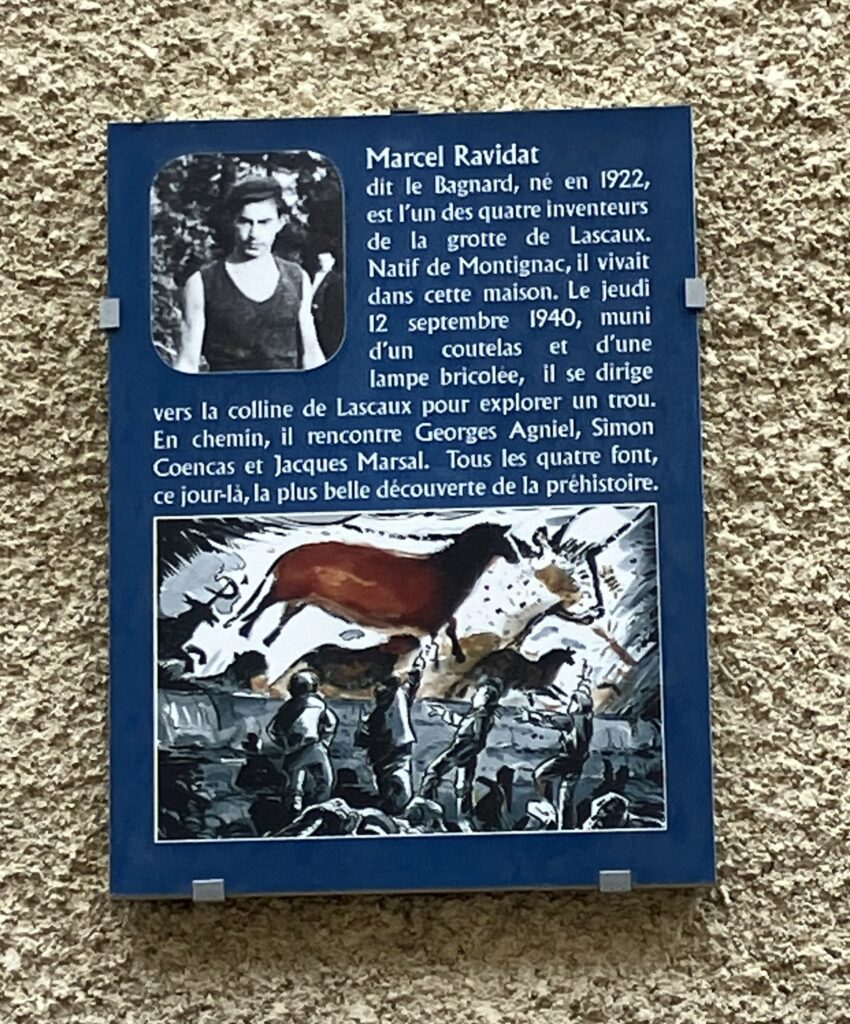 Marcel Ravidat
dit le Bagnard, né en 1922,
est l'un des quatre inventeurs
de la grotte de Lascaux.
Natif de Montignac, il vivait
dans cette maison. Le jeudi
12 septembre 1940, muni
d'un coutelas et d'une
lampe bricolée, il se dirige
vers la colline de Lascaux pour explorer un trou.
En chemin, il rencontre Georges Agniel, Simon
Coencas et Jacques Marsal. Tous les quatre font,
ce jour-là, la plus belle découverte de la préhistoire.